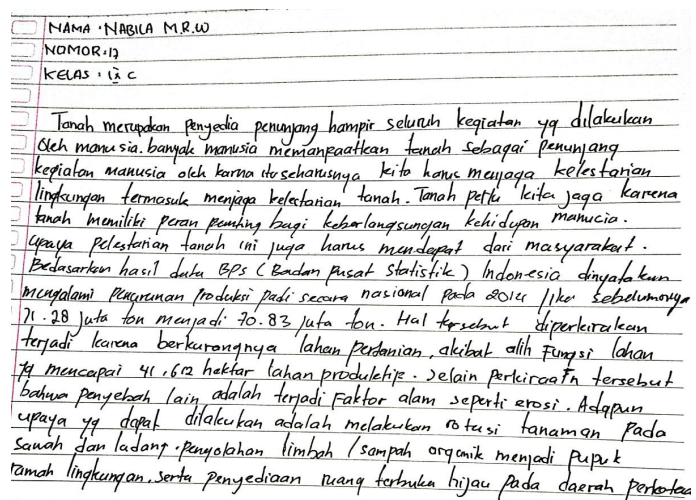 NAMA : NABILA M.R.W
NOMOR : 17
KELAS : IX C
Tanah merupakan penyedia penunjang hampir seluruh kegiatan yg dilakukan
Oleh manusia. banyak manusia memanpaatkan tanah sebagai penunjang
kegiatan manusia oleh karna itu seharusnya kita harus menjaga kelestarian
lingkungan termasuk menjaga kelestarian tanah. Tanah perlu kita jaga karena
tanah memiliki peran penting bagi keberlangsungan kehidupan manusia.
upaya pelestarian tanah ini juga harus mendapat dari masyarakat.
Bedasarkan hasil data BPS (Badan Pusat Statistik) Indonesia dinyatakan
mengalami penurunan Produksi padi secara nasional pada 2014 jika sebelumnya
71.28 juta ton menjadi 70.83 juta ton. Hal tersebut diperkirakan
terjadi karena berkurangnya lahan pertanian, akibat alih Fungsi lahan
yg mencapai 41,612 hektar lahan produktip. Selain perkiraan tersebut
bahwa penyebab lain adalah terjadi Faktor alam seperti erosi. Adapun
upaya yg dapat dilakukan adalah melakukan rotasi tanaman Pada
Sawah dan ladang. pengolahan limbah / sampah organik menjadi pupuk
ramah lingkungan, serta penyediaan ruang terbuka hijau pada daerah